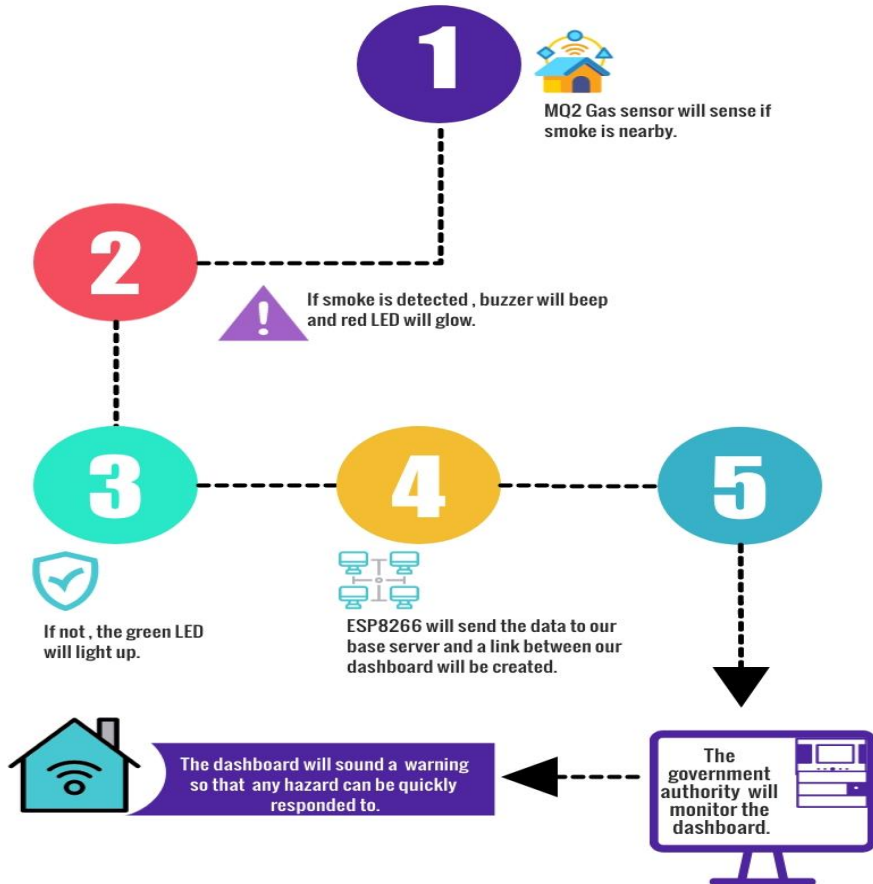 1
MQ2 Gas sensor will sense if
smoke is nearby.
2
If smoke is detected , buzzer will beep
and red LED will glow.
3
4
5
If not , the green LED
will light up.
ESP8266 will send the data to our
base server and a link between our
dashboard will be created.
The
government
authority will
monitor the
dashboard.
The dashboard will sound a warning
so that any hazard can be quickly
responded to.